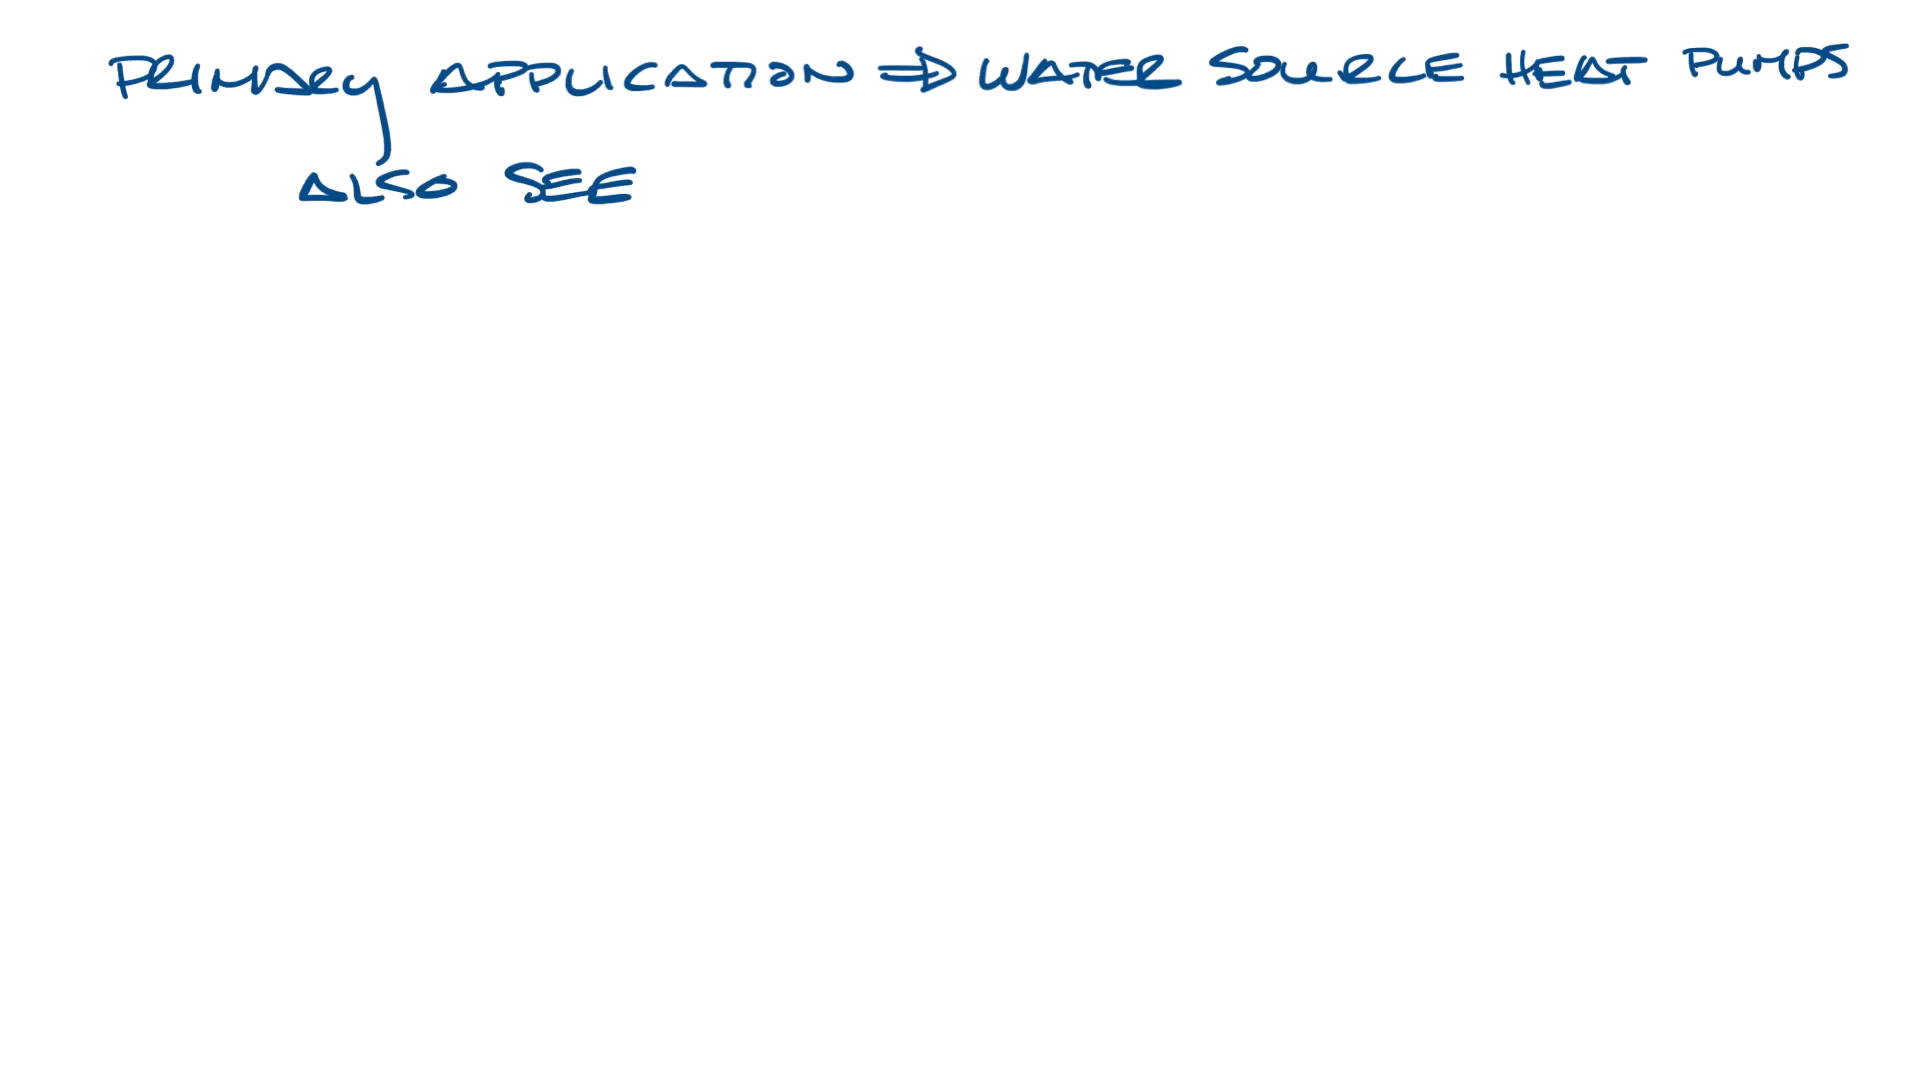 PRIMARY APPLICATION ⇒ WATER SOURCE HEAT PUMPS
ALSO SEE